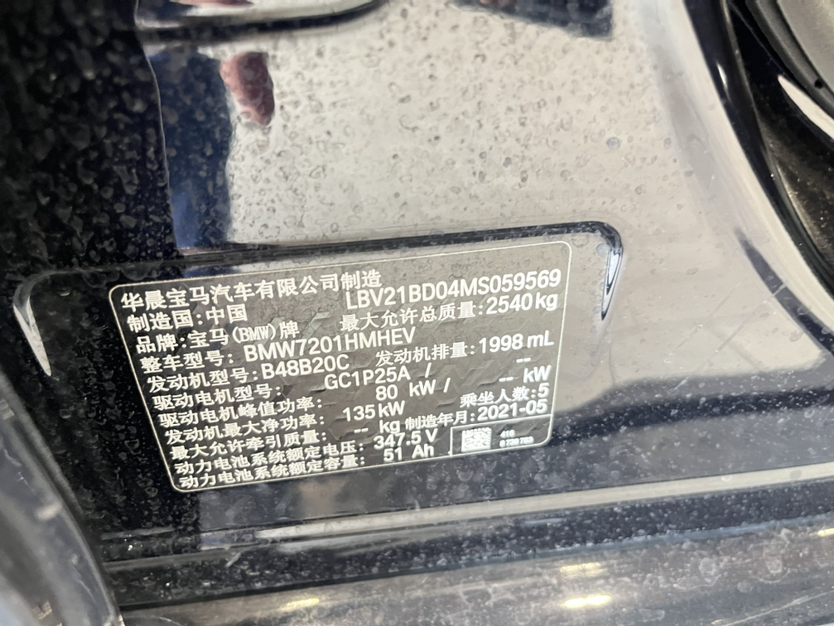 华晨宝马汽车有限公司制造
制造国:中国 LBV21BD04MS059569
品牌:宝马(BMW)牌 最大允许总质量:2540kg
整车型号: BMW7201HMHEV
发动机型号:B48B20C 发动机排量:1998 mL
驱动电机型号: GC1P25A / --
驱动电机峰值功率: 80 kW / -- kW
发动机最大净功率: 135kW 乘坐人数:5
最大允许牵引质量: -- kg 制造年月:2021-05
动力电池系统额定电压: 347.5 V
动力电池系统额定容量: 51 Ah